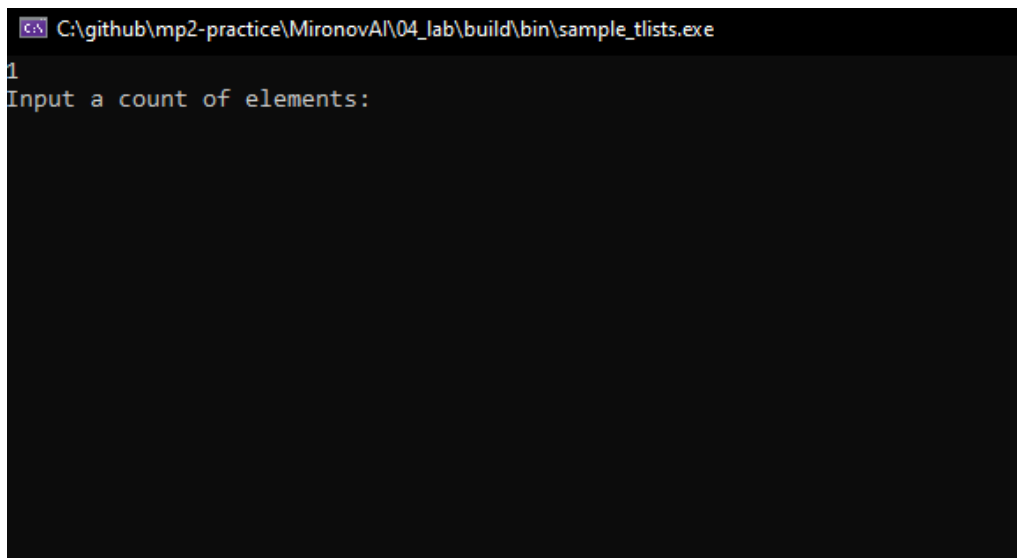 C:\github\mp2-practice\MironovAI\04_lab\build\bin\sample_tlists.exe
1
Input a count of elements: